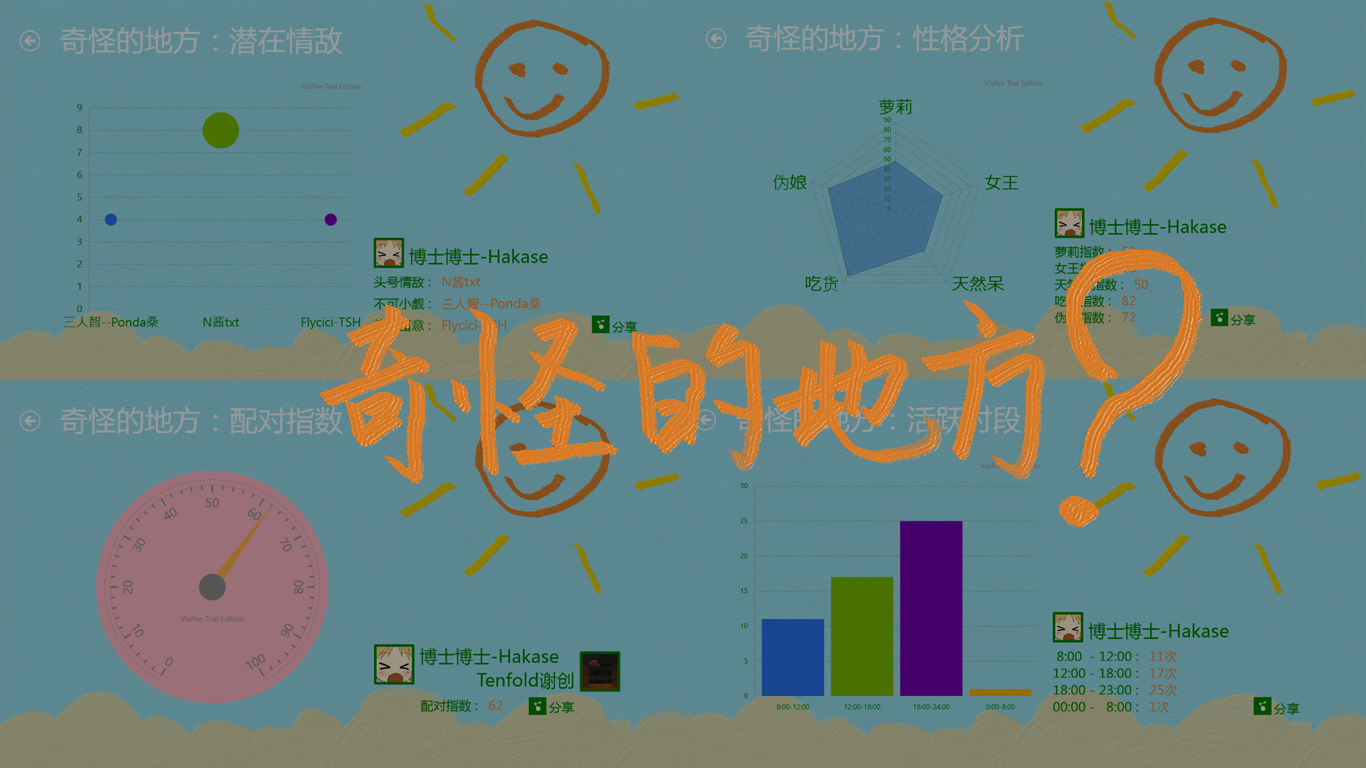 奇怪的地方：潜在情敌
Visifire Trial Edition
9
8
7
6
5
4
3
2
1
0
三人智--Ponda桑
N酱txt
Flycici-TSH
博士博士-Hakase
头号情敌： N酱txt
不可小觑： 三人智--Ponda桑
意： Flycici-TSH
分享
奇怪的地方：性格分析
Visifire Trial Edition
萝莉
90
80
70
60
50
40
30
20
10
0
伪娘
女王
吃货
天然呆
博士博士-Hakase
萝莉指数：
女王
天然 指数： 50
吃 指数： 82
伪 指数： 72
分享
奇怪的地方？
奇怪的地方：配对指数
0
10
20
30
40
50
60
70
80
90
100
Visifire Trial Edition
博士博士-Hakase
Tenfold谢创
配对指数： 62
分享
奇怪的地方：活跃时段
30
25
20
15
10
5
0
8:00-12:00
12:00-18:00
18:00-24:00
0:00-8:00
博士博士-Hakase
8:00 - 12:00： 11次
12:00 - 18:00： 17次
18:00 - 23:00： 25次
00:00 - 8:00： 1次
分享